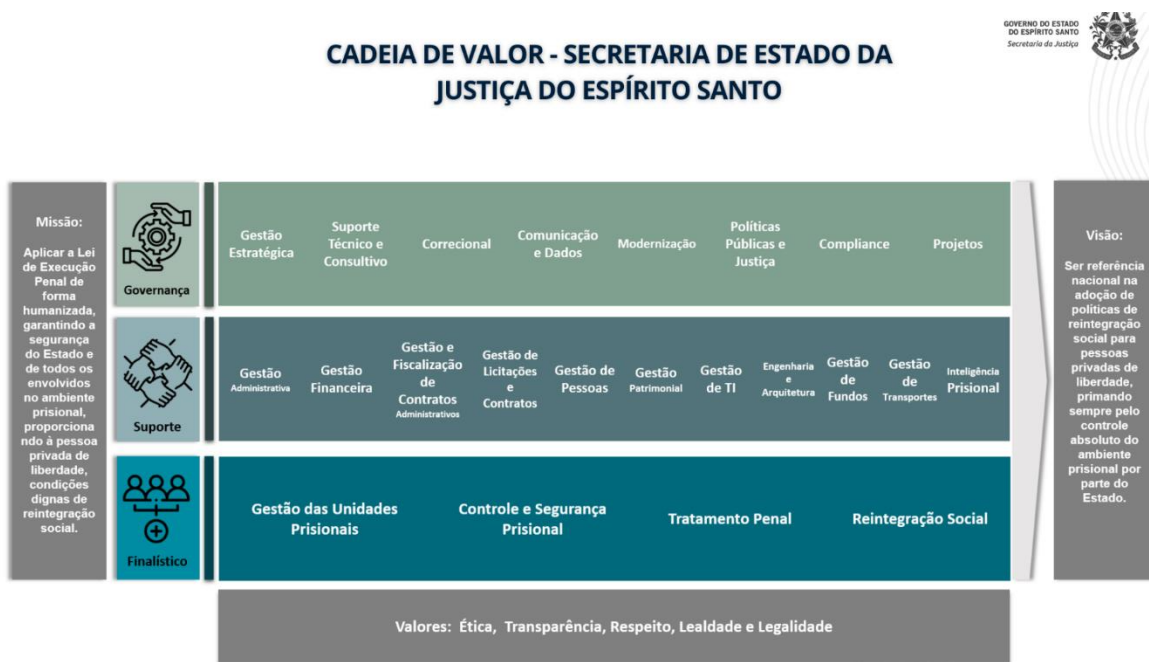 GOVERNO DO ESTADO
DO ESPÍRITO SANTO
Secretaria da Justiça
CADEIA DE VALOR - SECRETARIA DE ESTADO DA
JUSTIÇA DO ESPÍRITO SANTO
Missão:
Aplicar a Lei
de Execução
Penal de
forma
humanizada,
garantindo a
segurança
do Estado e
de todos os
envolvidos
no ambiente
prisional,
proporciona
ndo à pessoa
privada de
liberdade,
condições
dignas de
reintegração
social.
Governança
Gestão
Estratégica
Suporte
Técnico e
Consultivo
Correcional
Comunicação
e Dados
Modernização
Políticas
Públicas e
Justiça
Compliance
Projetos
Suporte
Gestão
Administrativa
Gestão
Financeira
Gestão e
Fiscalização
de
Contratos
Administrativos
Gestão de
Licitações
e
Contratos
Gestão de
Pessoas
Gestão
Patrimonial
Gestão
de TI
Engenharia
e
Arquitetura
Gestão
de
Fundos
Gestão
de
Transportes
Inteligência
Prisional
Finalístico
Gestão das Unidades
Prisionais
Controle e Segurança
Prisional
Tratamento Penal
Reintegração Social
Visão:
Ser referência
nacional na
adoção de
políticas de
reintegração
social para
pessoas
privadas de
liberdade,
primando
sempre pelo
controle
absoluto do
ambiente
prisional por
parte do
Estado.
Valores: Ética, Transparência, Respeito, Lealdade e Legalidade